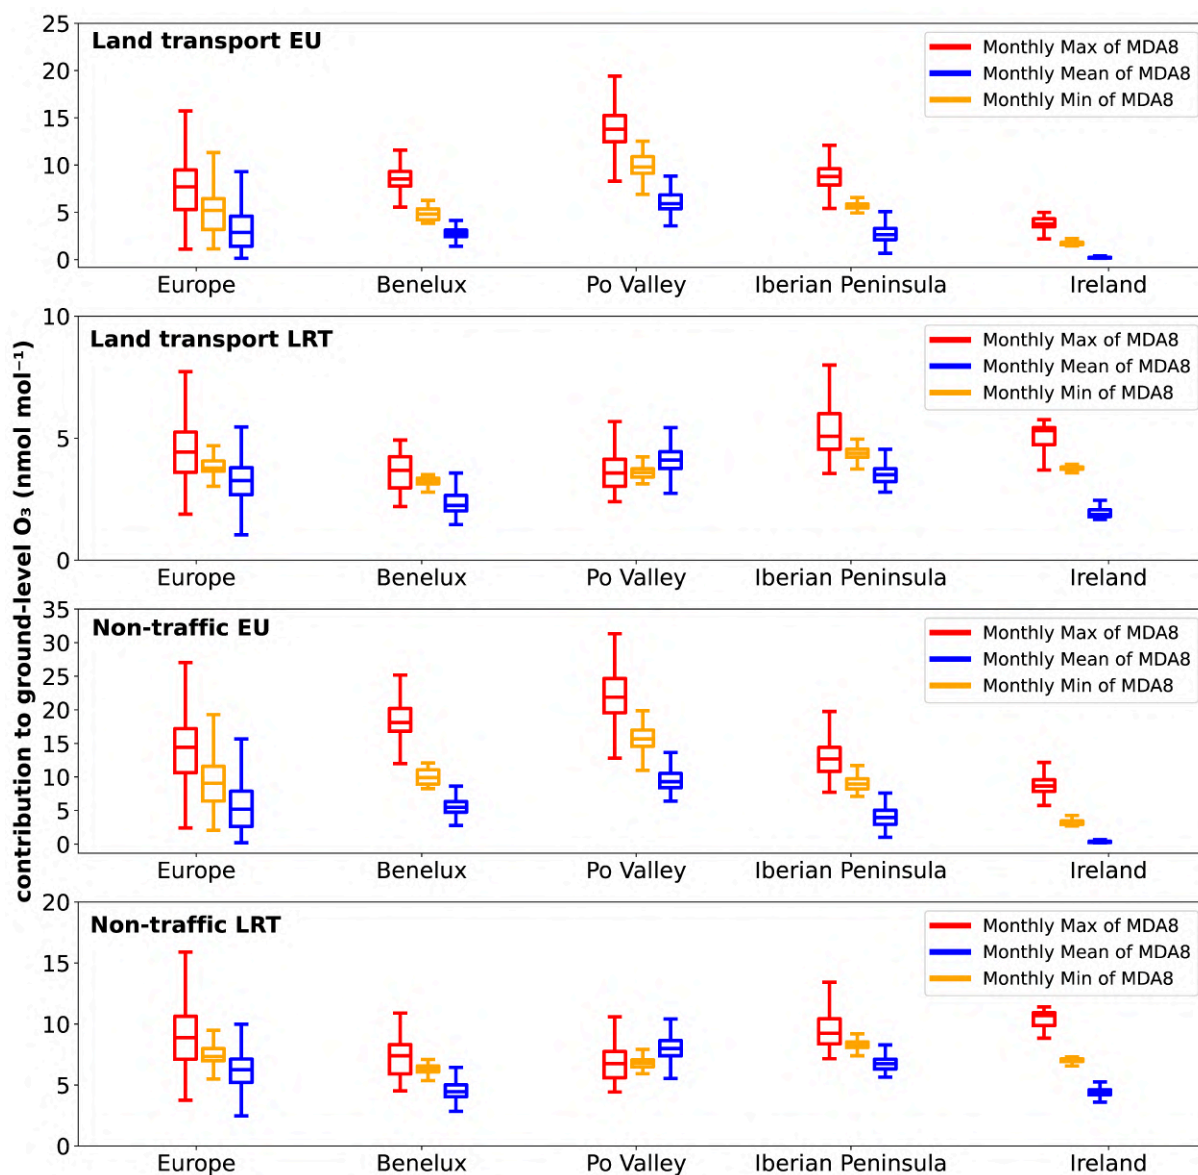 contribution to ground-level O₃ (nmol mol⁻¹)
Land transport EU
Monthly Max of MDA8
Monthly Mean of MDA8
Monthly Min of MDA8
25
20
15
10
5
0
Europe Benelux Po Valley Iberian Peninsula Ireland
Land transport LRT
Monthly Max of MDA8
Monthly Mean of MDA8
Monthly Min of MDA8
10
5
0
Europe Benelux Po Valley Iberian Peninsula Ireland
Non-traffic EU
Monthly Max of MDA8
Monthly Mean of MDA8
Monthly Min of MDA8
35
30
25
20
15
10
5
0
Europe Benelux Po Valley Iberian Peninsula Ireland
Non-traffic LRT
Monthly Max of MDA8
Monthly Mean of MDA8
Monthly Min of MDA8
20
15
10
5
0
Europe Benelux Po Valley Iberian Peninsula Ireland